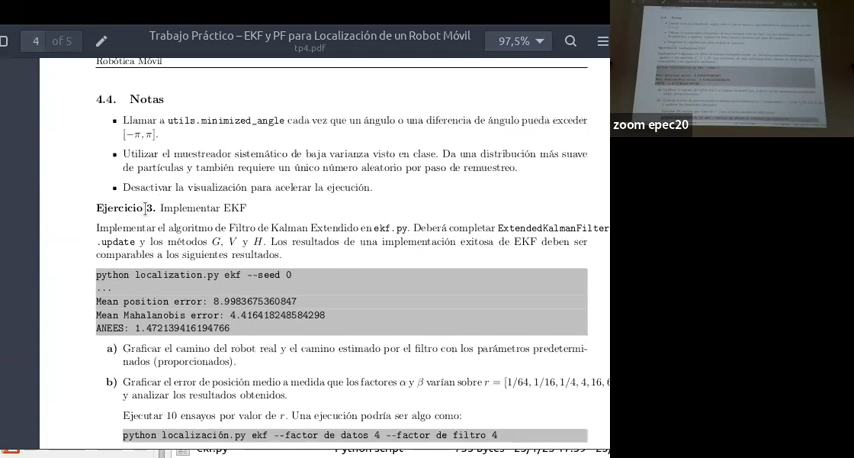 4
of 5
Trabajo Práctico – EKF y PF para Localización de un Robot Móvil
tp4.pdf
97,5%
Robótica Móvil
4.4. Notas
Llamar a utils.minimized_angle cada vez que un ángulo o una diferencia de ángulo pueda exceder
[−π, π].
Utilizar el muestreador sistemático de baja varianza visto en clase. Da una distribución más suave
de partículas y también requiere un único número aleatorio por paso de remuestreo.
Desactivar la visualización para acelerar la ejecución.
Ejercicio 3. Implementar EKF
Implementar el algoritmo de Filtro de Kalman Extendido en ekf.py. Deberá completar ExtendedKalmanFilter
.update y los métodos G, V y H. Los resultados de una implementación exitosa de EKF deben ser
comparables a los siguientes resultados.
python localization.py ekf --seed 0
...
Mean position error: 8.9983675360847
Mean Mahalanobis error: 4.416418248584298
ANEES: 1.472139416194766
a) Graficar el camino del robot real y el camino estimado por el filtro con los parámetros predetermi-
nados (proporcionados).
b) Graficar el error de posición medio a medida que los factores α y β varían sobre r = [1/64, 1/16, 1/4, 4, 16,
y analizar los resultados obtenidos.
Ejecutar 10 ensayos por valor de r. Una ejecución podría ser algo como:
python localización.py ekf --factor de datos 4 --factor de filtro 4
zoom epec20